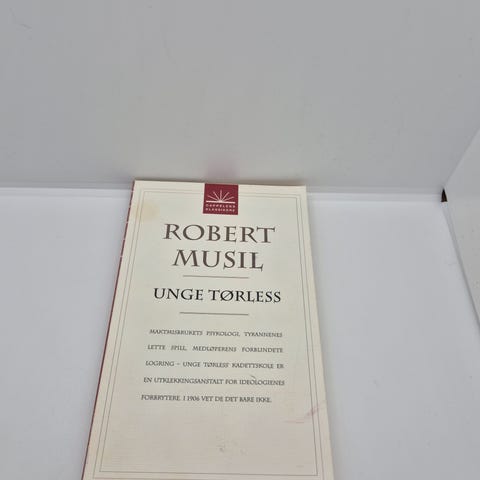 CAPPELENS
KLASSIKERE
ROBERT
MUSIL
UNGE TØRLESS
MAKTMISBRUKETS PSYKOLOGI, TYRANNENES
LETTE SPILL, MEDLØPERENS FORBLINDETE
LOGRING – UNGE TØRLESS' KADETTSKOLE ER
EN UTKLEKKINGSANSTALT FOR IDEOLOGIENES
FORBRYTERE. I 1906 VET DE DET BARE IKKE.